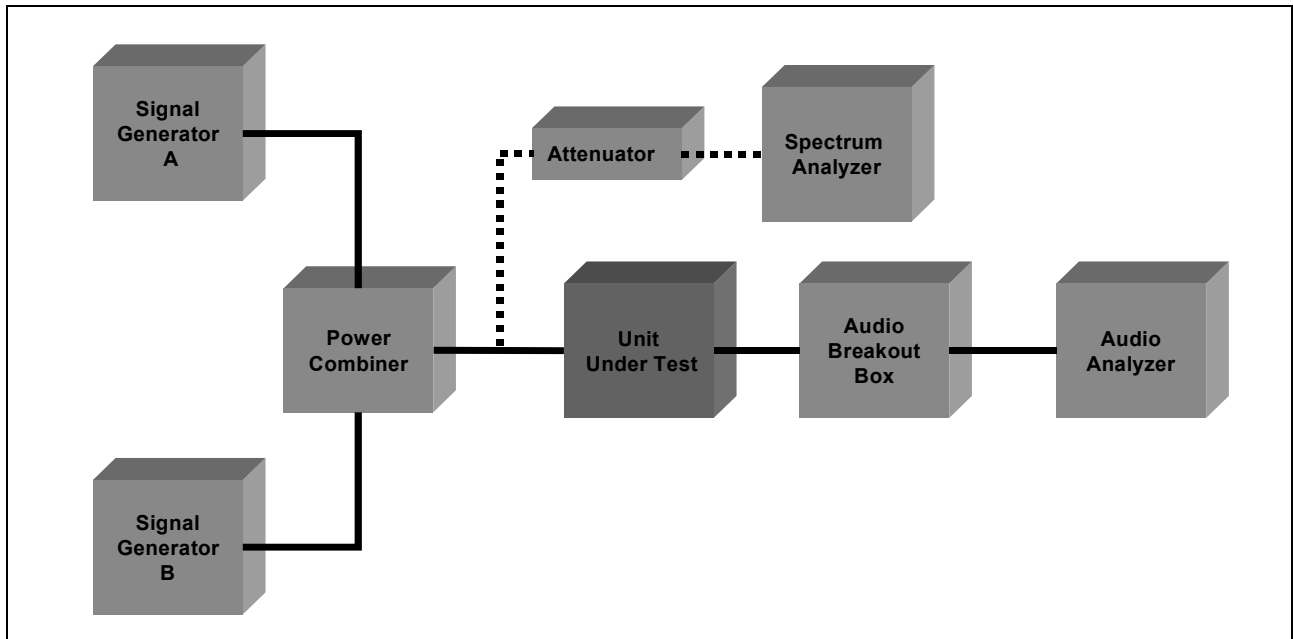 Signal
Generator
A
Attenuator
Spectrum
Analyzer
Power
Combiner
Unit
Under Test
Audio
Breakout
Box
Audio
Analyzer
Signal
Generator
B